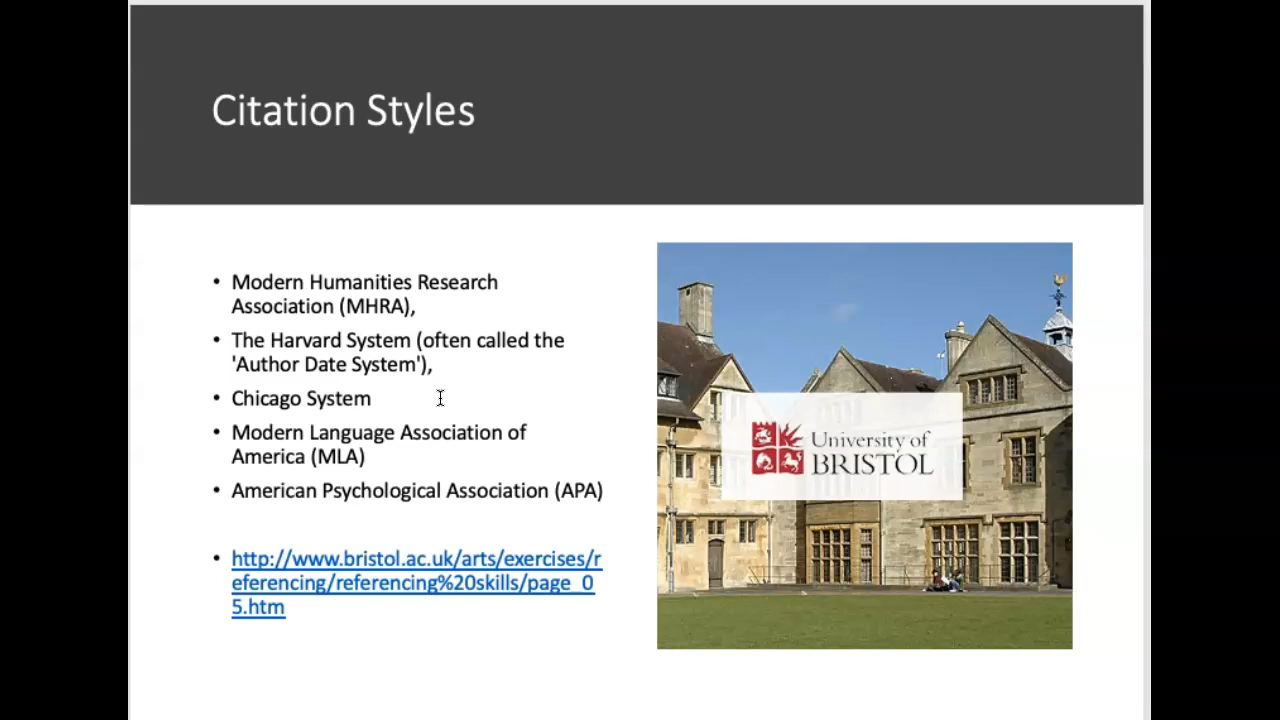 Citation Styles
• Modern Humanities Research
Association (MHRA),
• The Harvard System (often called the
'Author Date System'),
• Chicago System
• Modern Language Association of
America (MLA)
• American Psychological Association (APA)
• http://www.bristol.ac.uk/arts/exercises/r
eferencing/referencing%20skills/page_0
5.htm
University of
BRISTOL